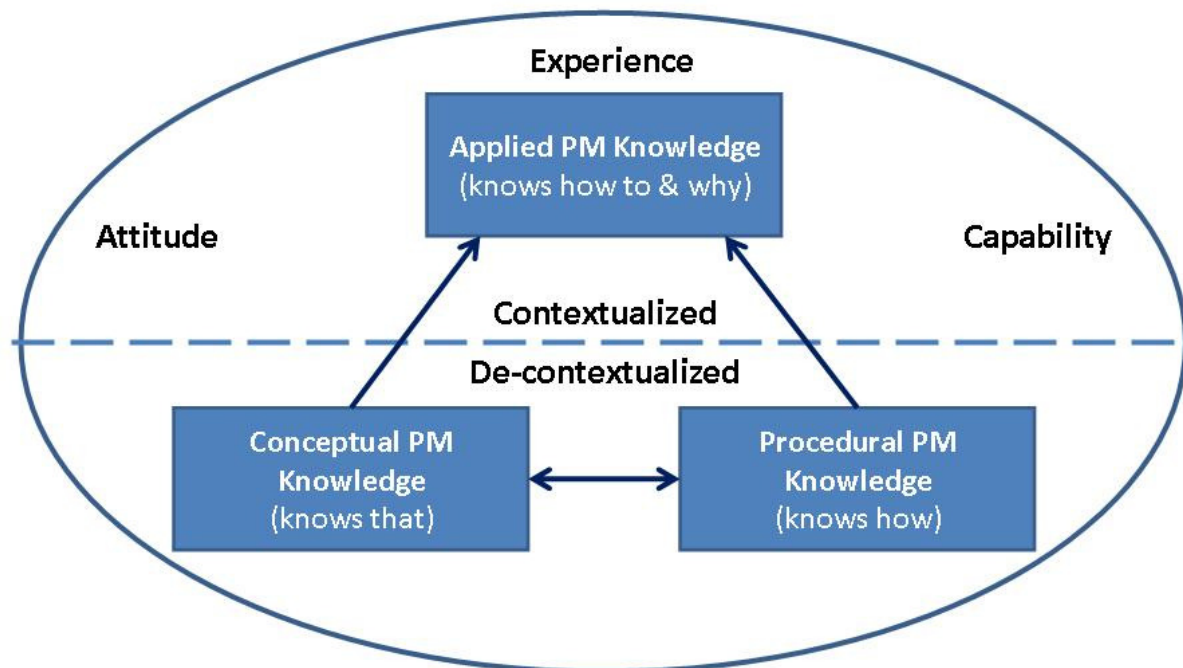 Experience
Applied PM Knowledge
(knows how to & why)
Attitude
Capability
Contextualized
De-contextualized
Conceptual PM
Knowledge
(knows that)
Procedural PM
Knowledge
(knows how)